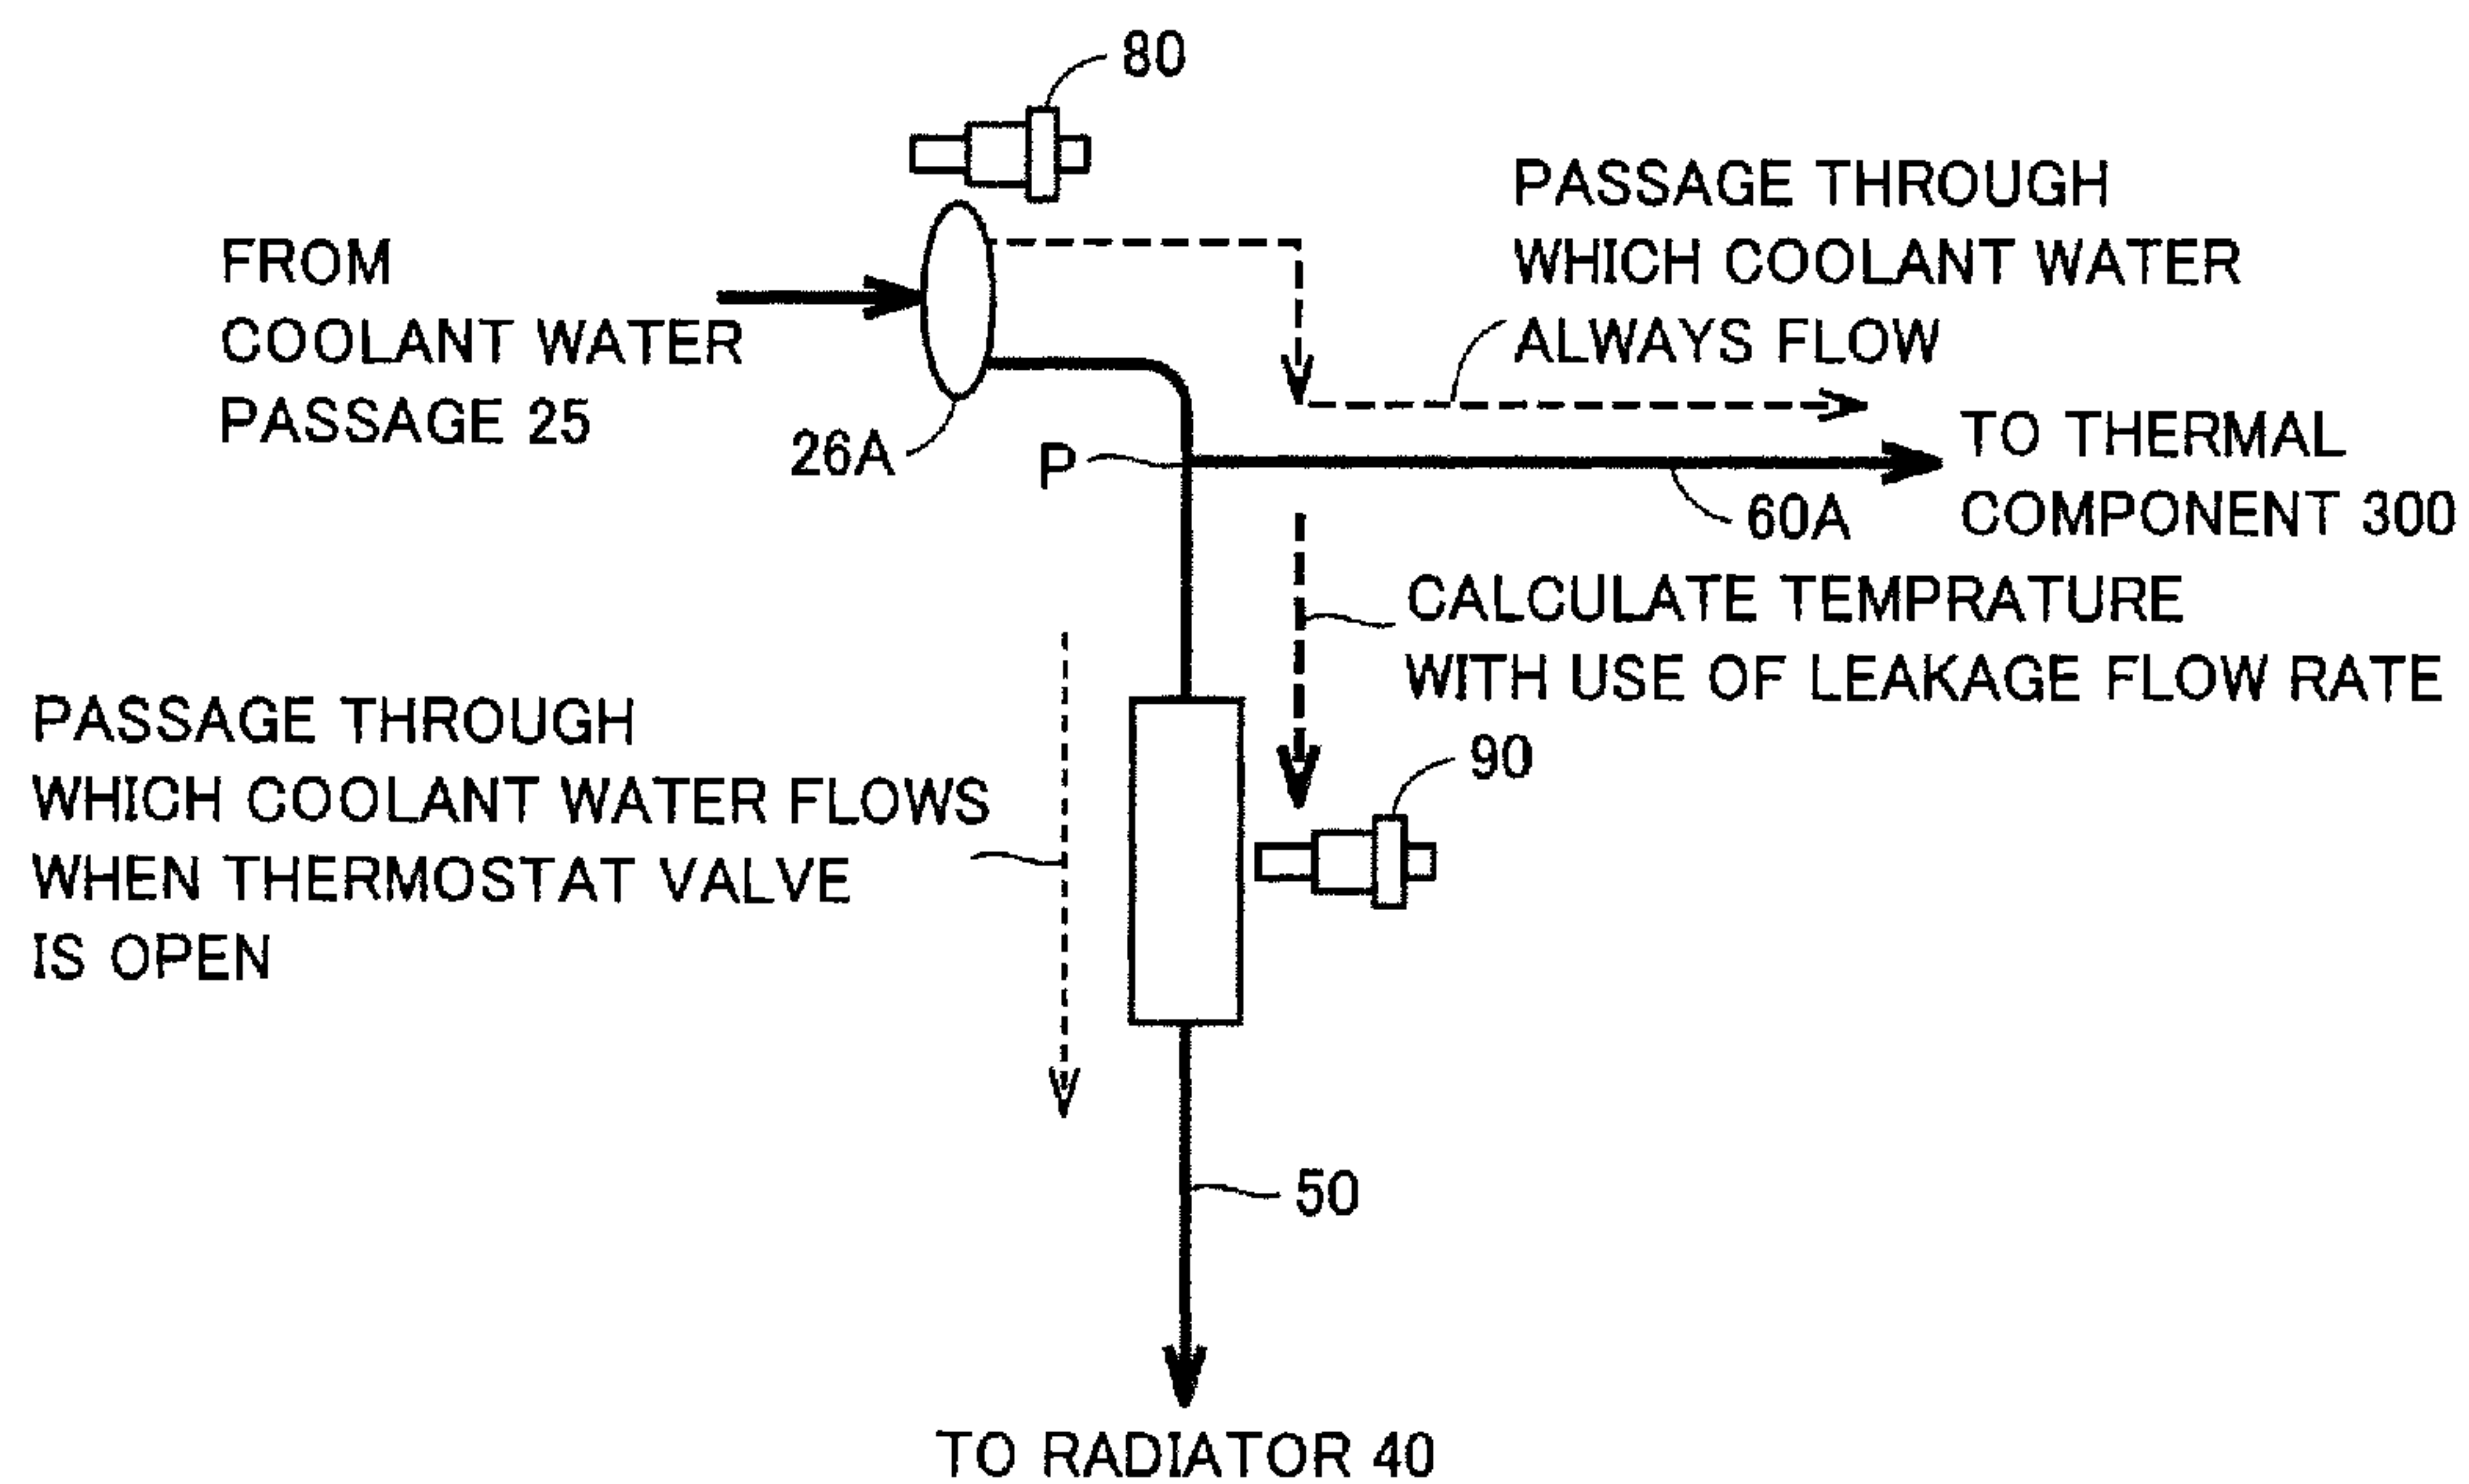 80
FROM
COOLANT WATER
PASSAGE 25
PASSAGE THROUGH
WHICH COOLANT WATER
ALWAYS FLOW
26A
P
TO THERMAL
COMPONENT 300
60A
CALCULATE TEMPRATURE
WITH USE OF LEAKAGE FLOW RATE
PASSAGE THROUGH
WHICH COOLANT WATER FLOWS
WHEN THERMOSTAT VALVE
IS OPEN
90
50
TO RADIATOR 40